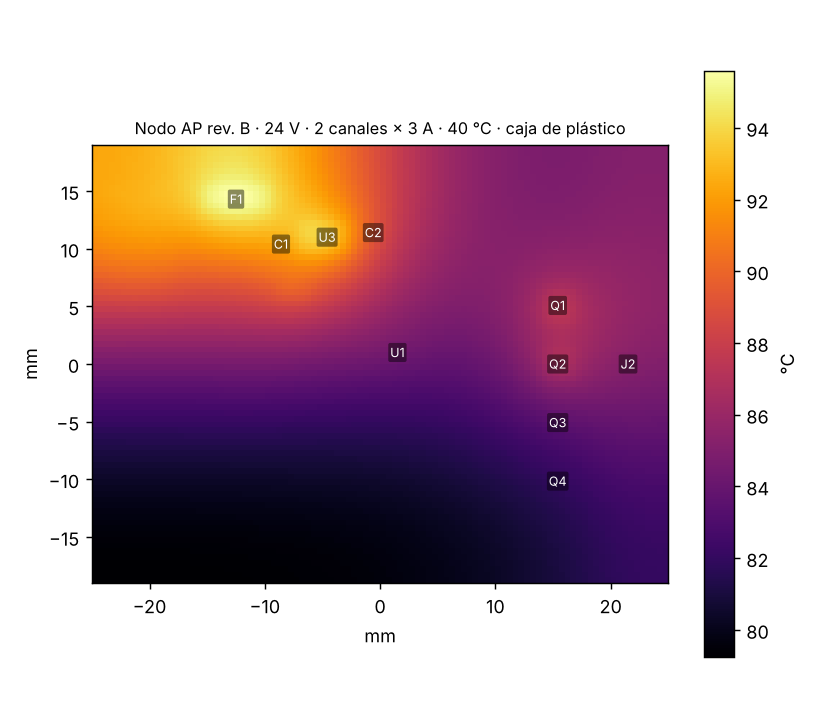 Nodo AP rev. B · 24 V · 2 canales × 3 A · 40 °C · caja de plástico
F1
C1
U3
C2
Q1
U1
Q2
J2
Q3
Q4
15
10
5
0
−5
−10
−15
mm
−20
−10
0
10
20
mm
94
92
90
88
86
84
82
80
°C